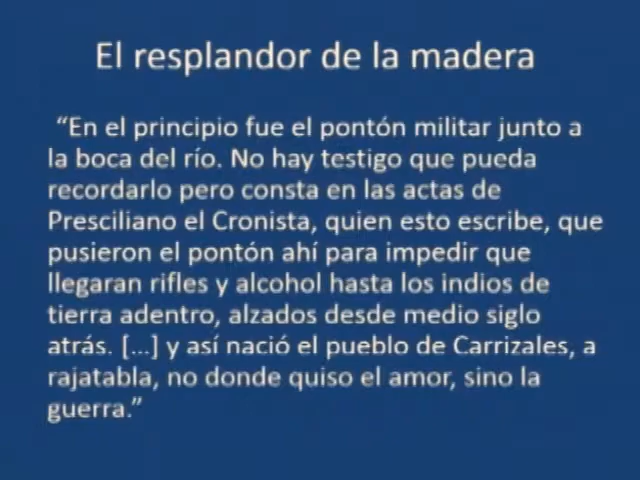 El resplandor de la madera
“En el principio fue el pontón militar junto a
la boca del río. No hay testigo que pueda
recordarlo pero consta en las actas de
Presciliano el Cronista, quien esto escribe, que
pusieron el pontón ahí para impedir que
llegaran rifles y alcohol hasta los indios de
tierra adentro, alzados desde medio siglo
atrás. [...] y así nació el pueblo de Carrizales, a
rajatabla, no donde quiso el amor, sino la
guerra.”